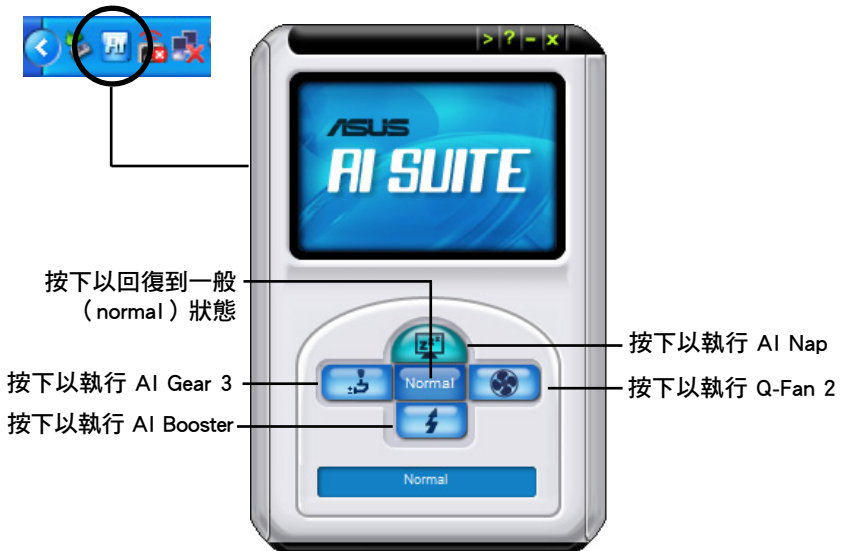 AI
> ? - x
ASUS
AI SUITE
按下以回復到一般
（normal）狀態
zzz
按下以執行 AI Nap
按下以執行 AI Gear 3
Normal
按下以執行 Q-Fan 2
按下以執行 AI Booster
Normal